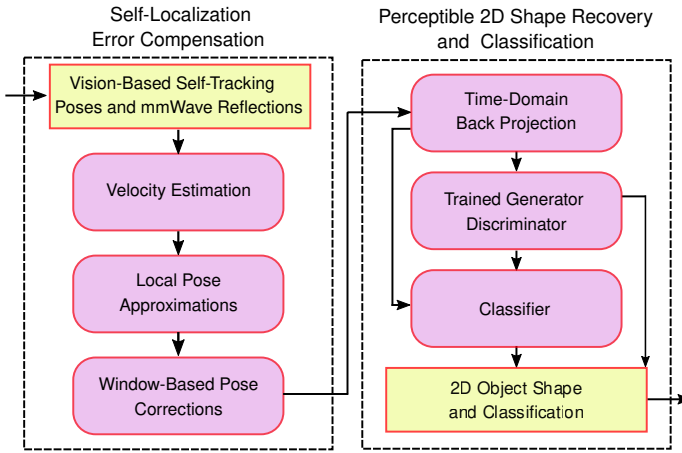 Self-Localization
Error Compensation
Vision-Based Self-Tracking
Poses and mmWave Reflections
Velocity Estimation
Local Pose
Approximations
Window-Based Pose
Corrections
Perceptible 2D Shape Recovery
and Classification
Time-Domain
Back Projection
Trained Generator
Discriminator
Classifier
2D Object Shape
and Classification